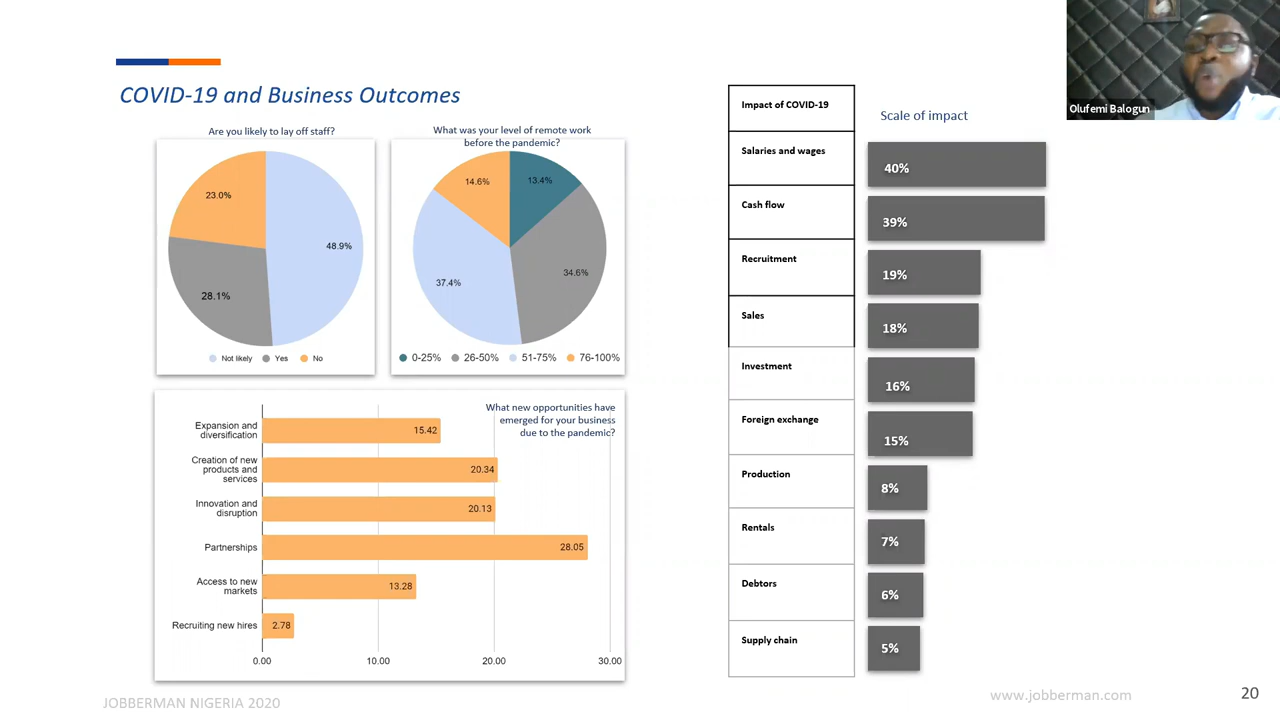 COVID-19 and Business Outcomes
Are you likely to lay off staff?
23.0%
48.9%
28.1%
Not likely
Yes
No
What was your level of remote work
before the pandemic?
14.6%
13.4%
37.4%
34.6%
0-25%
26-50%
51-75%
76-100%
What new opportunities have
emerged for your business
due to the pandemic?
Expansion and
diversification
15.42
Creation of new
products and
services
20.34
Innovation and
disruption
20.13
Partnerships
28.05
Access to new
markets
13.28
Recruiting new hires
2.78
0.00
10.00
20.00
30.00
Impact of COVID-19
Scale of impact
Salaries and wages
40%
Cash flow
39%
Recruitment
19%
Sales
18%
Investment
16%
Foreign exchange
15%
Production
8%
Rentals
7%
Debtors
6%
Supply chain
5%
Olufemi Balogun
JOBBERMAN NIGERIA 2020
www.jobberman.com
20